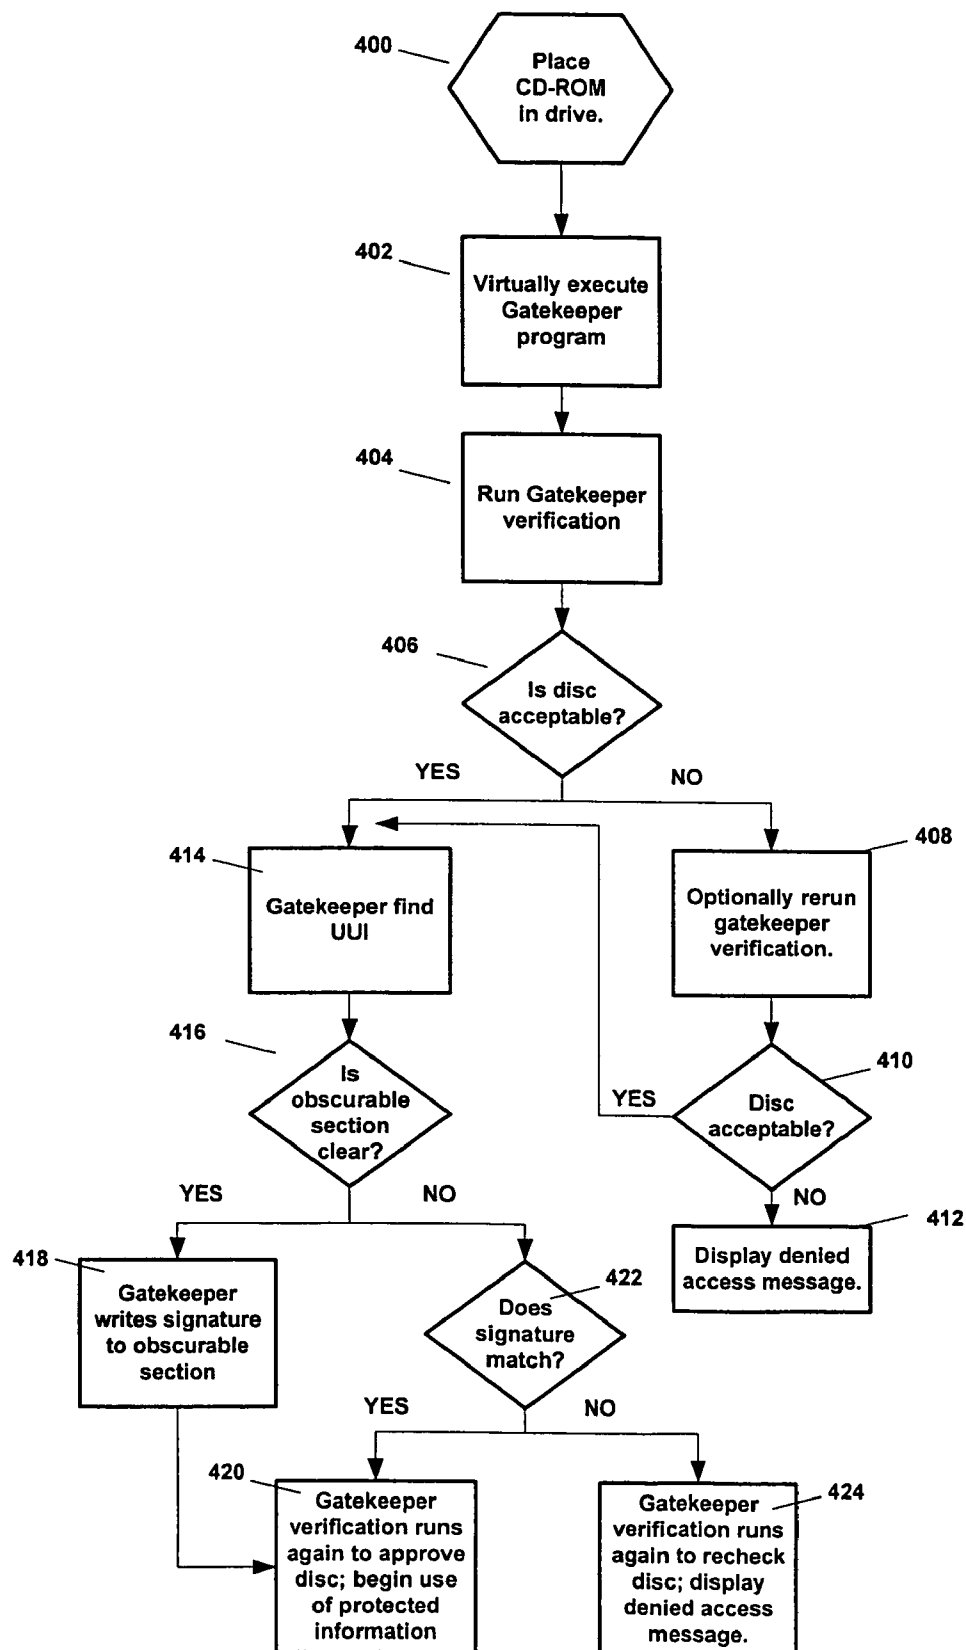 400
Place
CD-ROM
in drive.
402
Virtually execute
Gatekeeper
program
404
Run Gatekeeper
verification
406
Is disc
acceptable?
YES
NO
414
Gatekeeper find
UUI
408
Optionally rerun
gatekeeper
verification.
416
Is
obscurable
section
clear?
410
Disc
acceptable?
YES
NO
412
Display denied
access message.
YES
NO
418
Gatekeeper
writes signature
to obscurable
section
422
Does
signature
match?
YES
NO
420
Gatekeeper
verification runs
again to approve
disc; begin use
of protected
information
424
Gatekeeper
verification runs
again to recheck
disc; display
denied access
message.